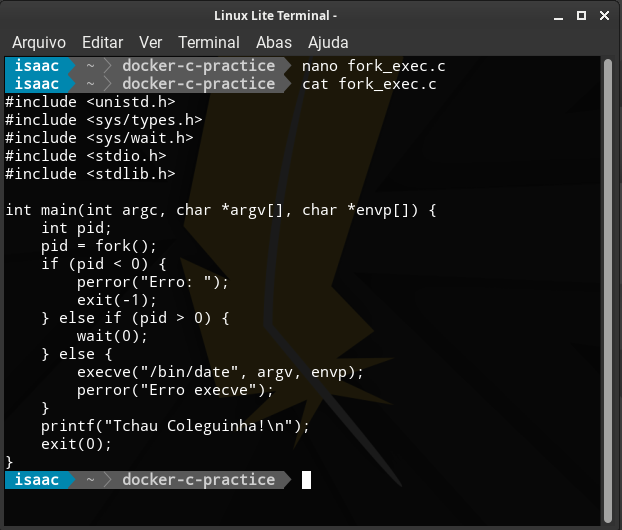 Linux Lite Terminal -
Arquivo Editar Ver Terminal Abas Ajuda
isaac ~ docker-c-practice nano fork_exec.c
isaac ~ docker-c-practice cat fork_exec.c
#include <unistd.h>
#include <sys/types.h>
#include <sys/wait.h>
#include <stdio.h>
#include <stdlib.h>

int main(int argc, char *argv[], char *envp[]) {
    int pid;
    pid = fork();
    if (pid < 0) {
        perror("Erro: ");
        exit(-1);
    } else if (pid > 0) {
        wait(0);
    } else {
        execve("/bin/date", argv, envp);
        perror("Erro execve");
    }
    printf("Tchau Coleguinha!\n");
    exit(0);
}
isaac ~ docker-c-practice